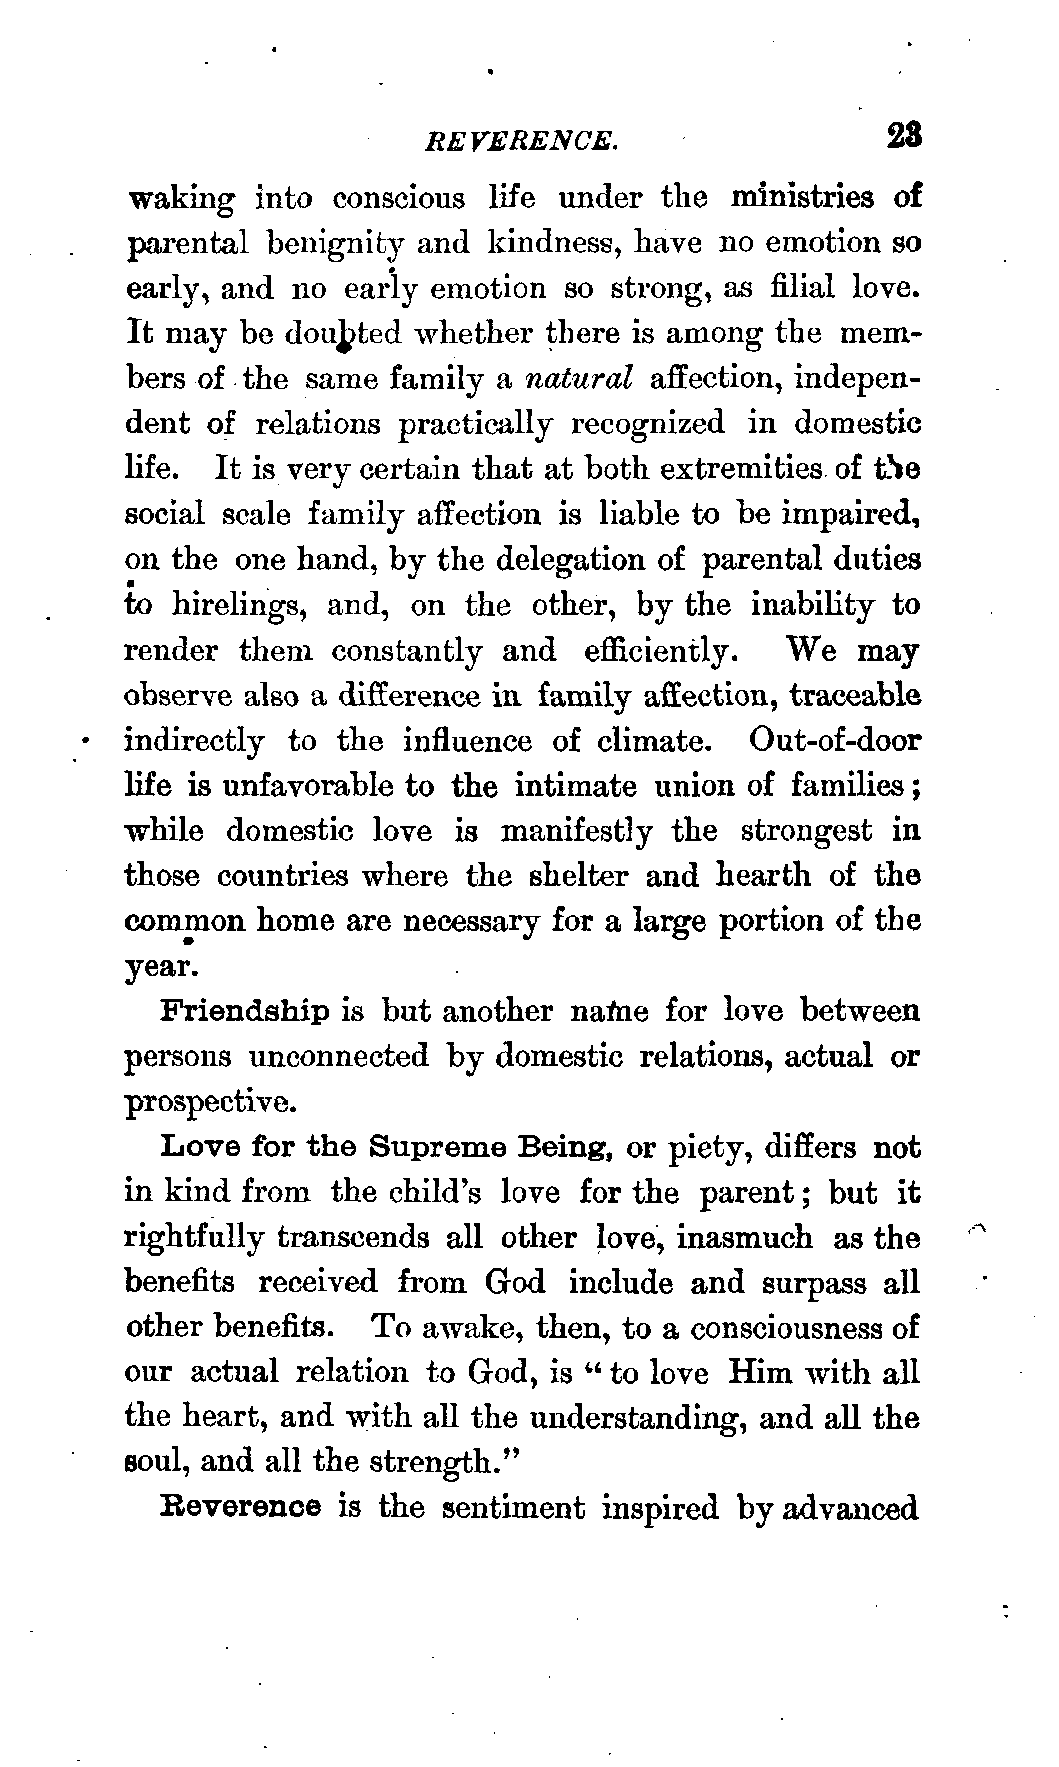 REVERENCE. 23
waking into conscious life under the ministries of
parental benignity and kindness, have no emotion so
early, and no early emotion so strong, as filial love.
It may be doubted whether there is among the mem-
bers of the same family a natural affection, indepen-
dent of relations practically recognized in domestic
life. It is very certain that at both extremities of the
social scale family affection is liable to be impaired,
on the one hand, by the delegation of parental duties
to hirelings, and, on the other, by the inability to
render them constantly and efficiently. We may
observe also a difference in family affection, traceable
indirectly to the influence of climate. Out-of-door
life is unfavorable to the intimate union of families;
while domestic love is manifestly the strongest in
those countries where the shelter and hearth of the
common home are necessary for a large portion of the
year.
Friendship is but another name for love between
persons unconnected by domestic relations, actual or
prospective.
Love for the Supreme Being, or piety, differs not
in kind from the child's love for the parent; but it
rightfully transcends all other love, inasmuch as the
benefits received from God include and surpass all
other benefits. To awake, then, to a consciousness of
our actual relation to God, is "to love Him with all
the heart, and with all the understanding, and all the
soul, and all the strength."
Reverence is the sentiment inspired by advanced